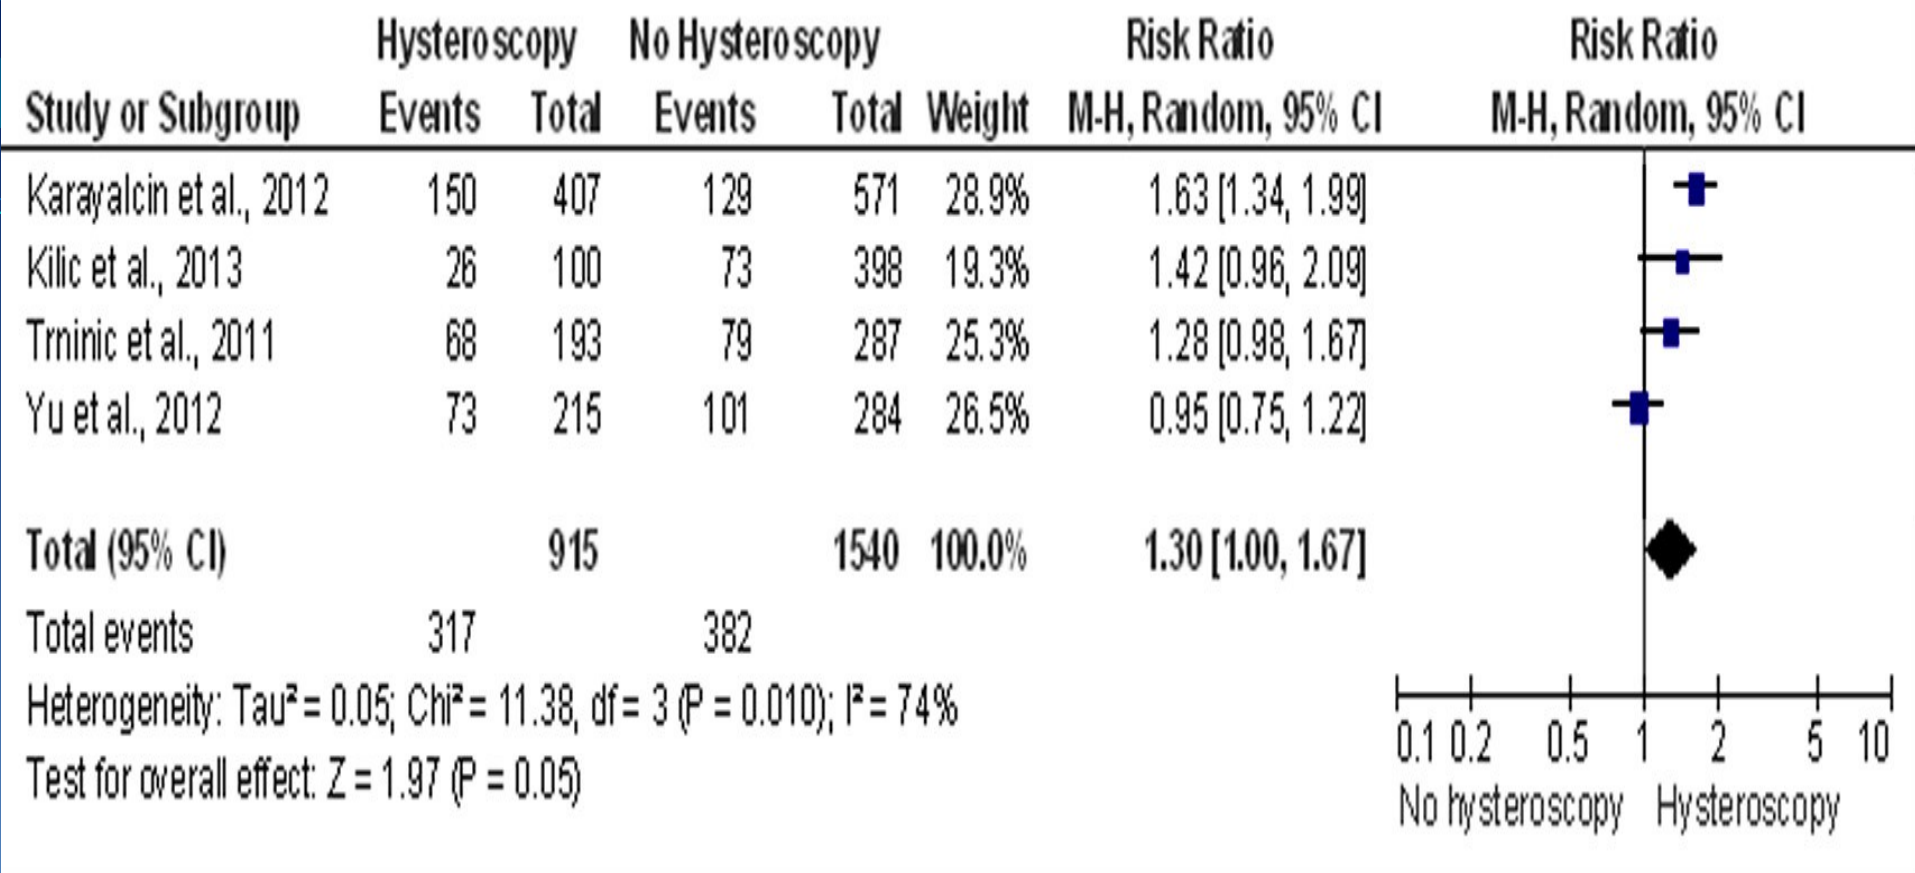 Hysteroscopy No Hysteroscopy Risk Ratio Risk Ratio
Study or Subgroup Events Total Events Total Weight M-H, Random, 95% CI M-H, Random, 95% CI
Karayalcin et al., 2012 150 407 129 571 28.9% 1.63 [1.34, 1.99]
Kilic et al., 2013 26 100 73 398 19.3% 1.42 [0.96, 2.09]
Trninic et al., 2011 68 193 79 287 25.3% 1.28 [0.98, 1.67]
Yu et al., 2012 73 215 101 284 26.5% 0.95 [0.75, 1.22]
Total (95% CI) 915 1540 100.0% 1.30 [1.00, 1.67]
Total events 317 382
Heterogeneity: Tau² = 0.05; Chi² = 11.38, df = 3 (P = 0.010); I² = 74%
Test for overall effect: Z = 1.97 (P = 0.05)
0.1 0.2 0.5 1 2 5 10
No hysteroscopy Hysteroscopy